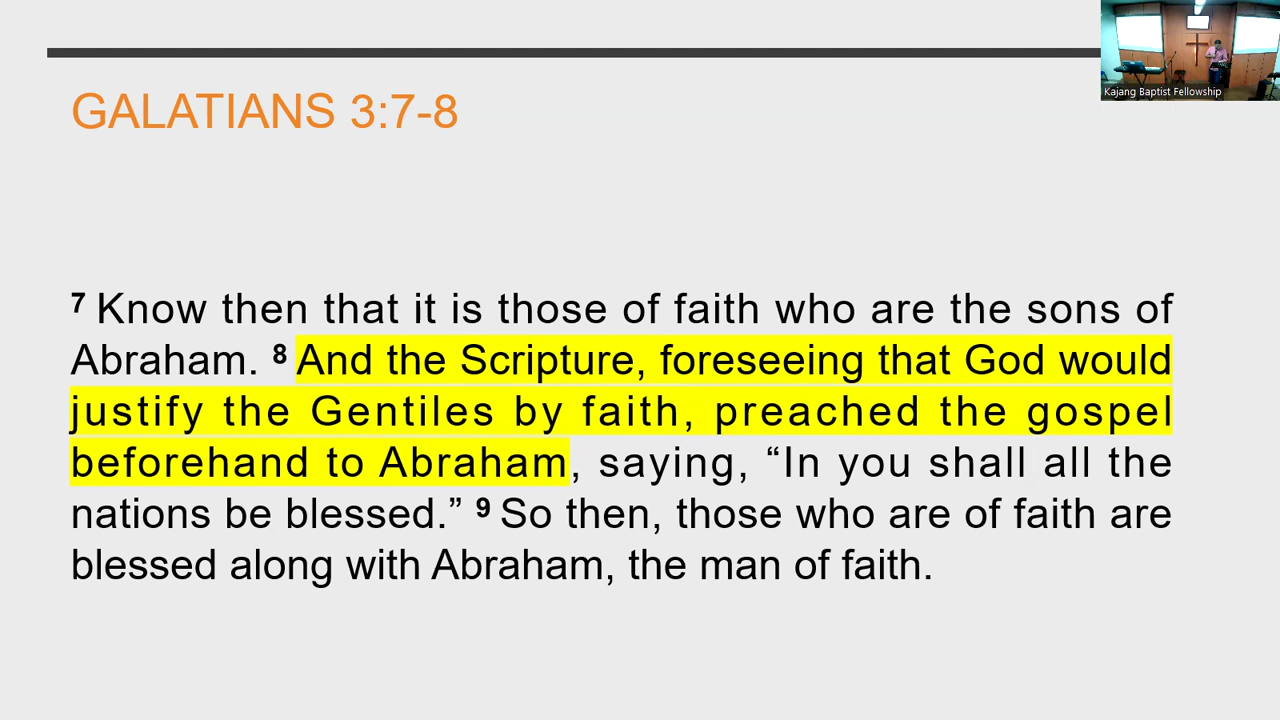 Kajang Baptist Fellowship
GALATIANS 3:7-8
7 Know then that it is those of faith who are the sons of
Abraham. 8 And the Scripture, foreseeing that God would
justify the Gentiles by faith, preached the gospel
beforehand to Abraham, saying, “In you shall all the
nations be blessed.” 9 So then, those who are of faith are
blessed along with Abraham, the man of faith.